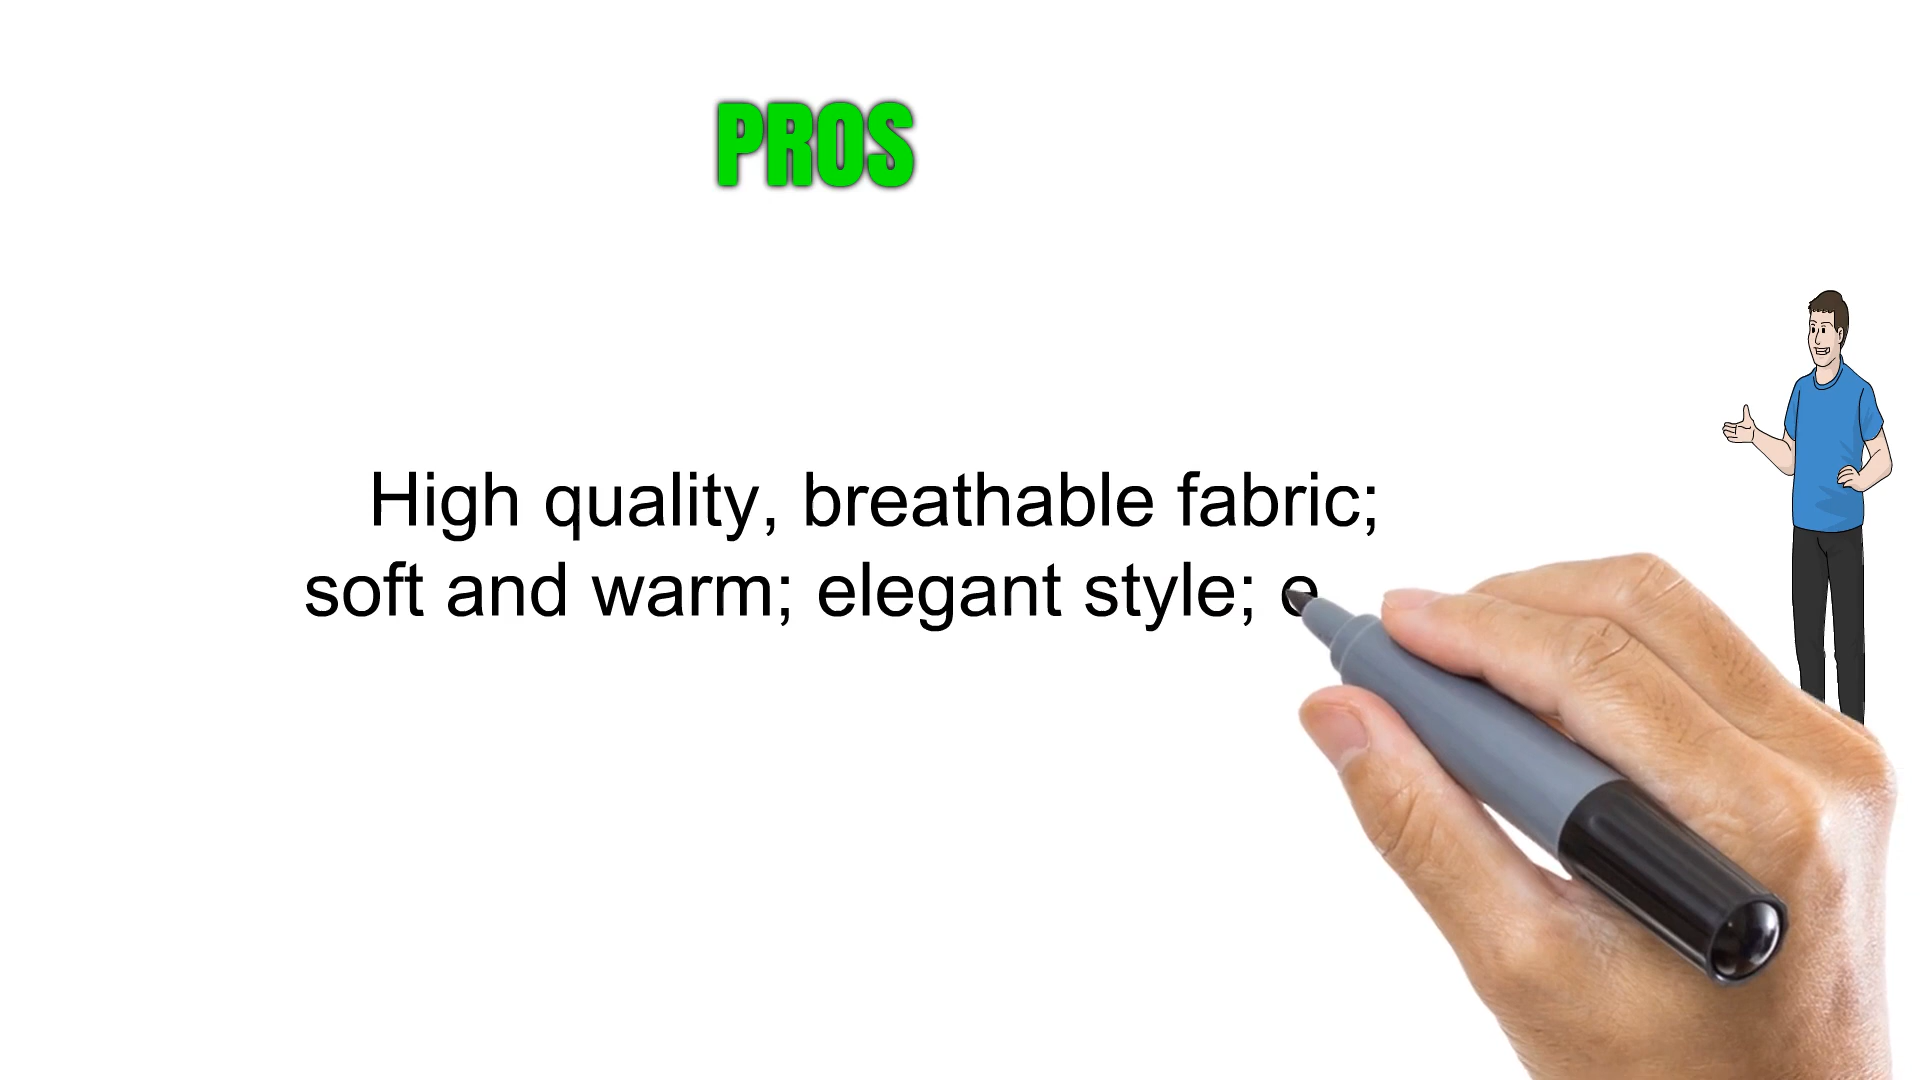 PROS
High quality, breathable fabric;
soft and warm; elegant style; e